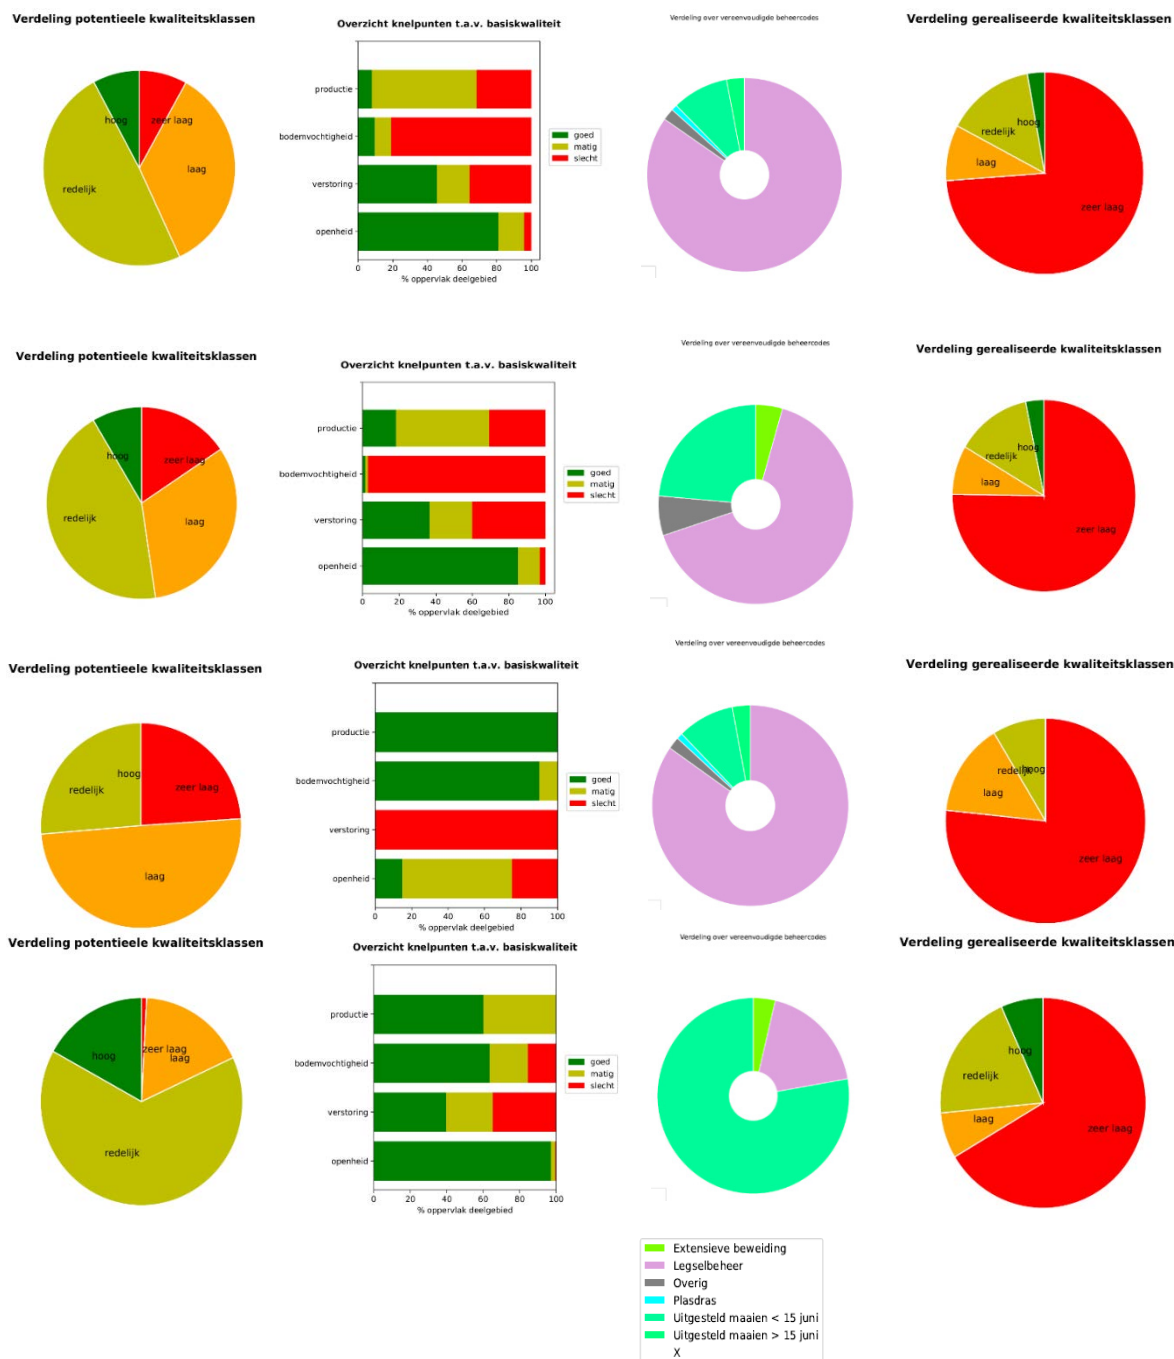 Verdeling potentieele kwaliteitsklassen
hoog
zeer laag
laag
redelijk
Overzicht knelpunten t.a.v. basiskwaliteit
productie
bodemvochtigheid
verstoring
openheid
0 20 40 60 80 100
% oppervlak deelgebied
goed
matig
slecht
Verdeling over vereenvoudigde beheercodes
Verdeling gerealiseerde kwaliteitsklassen
hoog
redelijk
laag
zeer laag
Verdeling potentieele kwaliteitsklassen
hoog
zeer laag
laag
redelijk
Overzicht knelpunten t.a.v. basiskwaliteit
productie
bodemvochtigheid
verstoring
openheid
0 20 40 60 80 100
% oppervlak deelgebied
goed
matig
slecht
Verdeling over vereenvoudigde beheercodes
Verdeling gerealiseerde kwaliteitsklassen
hoog
redelijk
laag
zeer laag
Verdeling potentieele kwaliteitsklassen
hoog
zeer laag
redelijk
laag
Overzicht knelpunten t.a.v. basiskwaliteit
productie
bodemvochtigheid
verstoring
openheid
0 20 40 60 80 100
% oppervlak deelgebied
goed
matig
slecht
Verdeling over vereenvoudigde beheercodes
Verdeling gerealiseerde kwaliteitsklassen
redelijk
hoog
laag
zeer laag
Verdeling potentieele kwaliteitsklassen
hoog
zeer laag
laag
redelijk
Overzicht knelpunten t.a.v. basiskwaliteit
productie
bodemvochtigheid
verstoring
openheid
0 20 40 60 80 100
% oppervlak deelgebied
goed
matig
slecht
Verdeling over vereenvoudigde beheercodes
Verdeling gerealiseerde kwaliteitsklassen
hoog
redelijk
laag
zeer laag
Extensieve beweiding
Legselbeheer
Overig
Plasdras
Uitgesteld maaien < 15 juni
Uitgesteld maaien > 15 juni
X